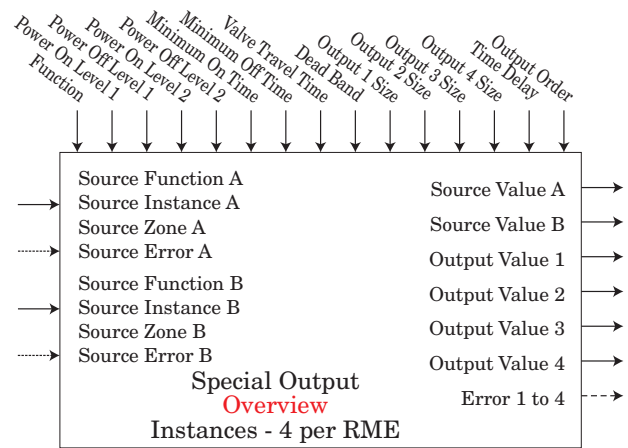 Function
Power On Level 1
Power Off Level 1
Power On Level 2
Power Off Level 2
Minimum On Time
Minimum Off Time
Valve Travel Time
Dead Band
Output 1 Size
Output 2 Size
Output 3 Size
Output 4 Size
Time Delay
Output Order
Source Function A
Source Instance A
Source Zone A
Source Error A
Source Function B
Source Instance B
Source Zone B
Source Error B
Source Value A
Source Value B
Output Value 1
Output Value 2
Output Value 3
Output Value 4
Error 1 to 4
Special Output
Overview
Instances - 4 per RME